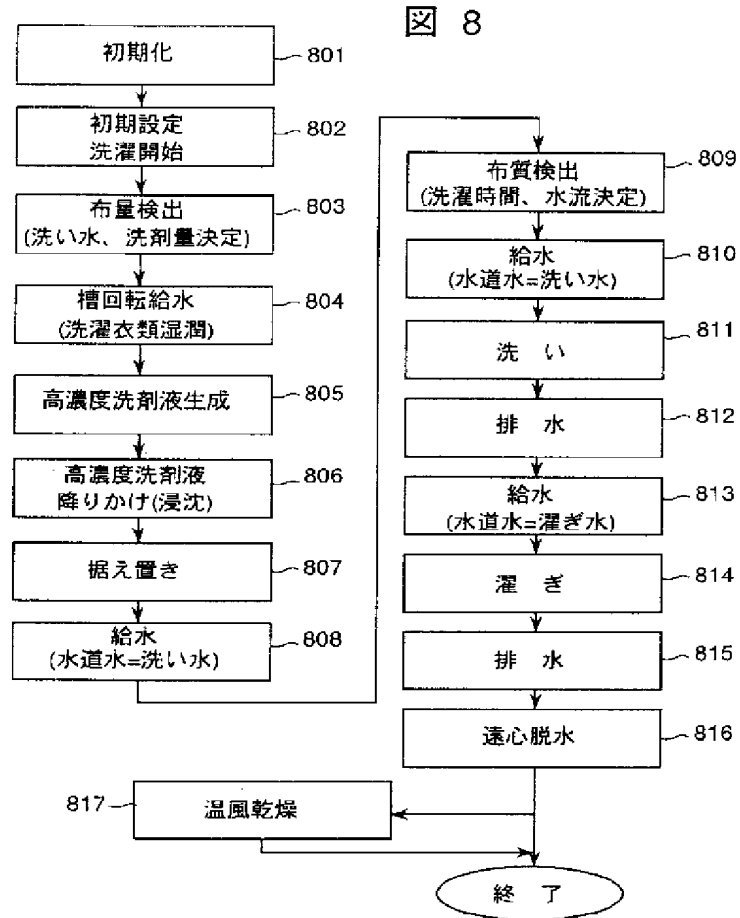 図 8
初期化
801
初期設定
洗濯開始
802
布量検出
(洗い水、洗剤量決定)
803
槽回転給水
(洗濯衣類湿潤)
804
高濃度洗剤液生成
805
高濃度洗剤液
降りかけ(浸沈)
806
据え置き
807
給水
(水道水=洗い水)
808
布質検出
(洗濯時間、水流決定)
809
給水
(水道水=洗い水)
810
洗 い
811
排 水
812
給水
(水道水=濯ぎ水)
813
濯 ぎ
814
排 水
815
遠心脱水
816
817
温風乾燥
終 了